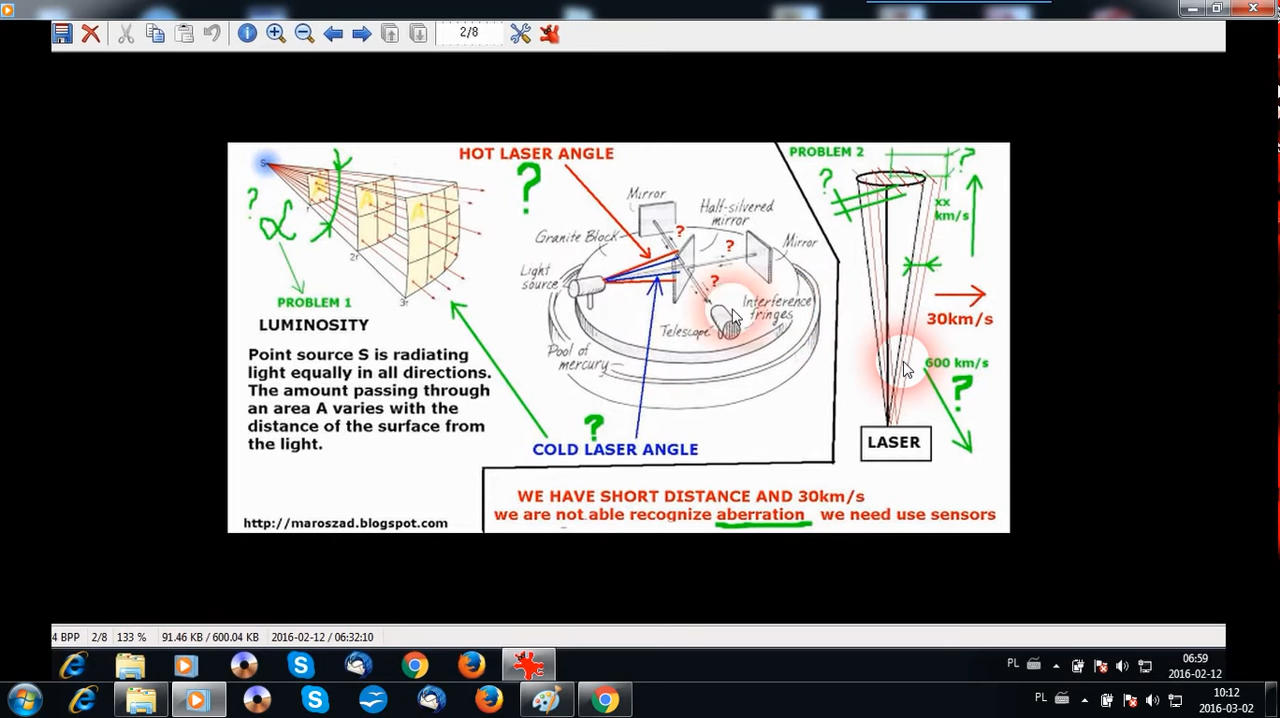 2/8
HOT LASER ANGLE
?
PROBLEM 2
S
A
A
A
?
?
?
Mirror
Half-silvered
mirror
Granite Block
?
?
Mirror
xx
km/s
Light
source
?
r
2r
3r
PROBLEM 1
Interference
fringes
30km/s
LUMINOSITY
Telescope
Pool of
mercury
600 km/s
?
Point source S is radiating
light equally in all directions.
The amount passing through
an area A varies with the
distance of the surface from
the light.
?
COLD LASER ANGLE
LASER
WE HAVE SHORT DISTANCE AND 30km/s
we are not able recognize aberration we need use sensors
http://maroszad.blogspot.com
4 BPP 2/8 133 % 91.46 KB / 600.04 KB 2016-02-12 / 06:32:10
PL 06:59
2016-02-12
PL 10:12
2016-03-02